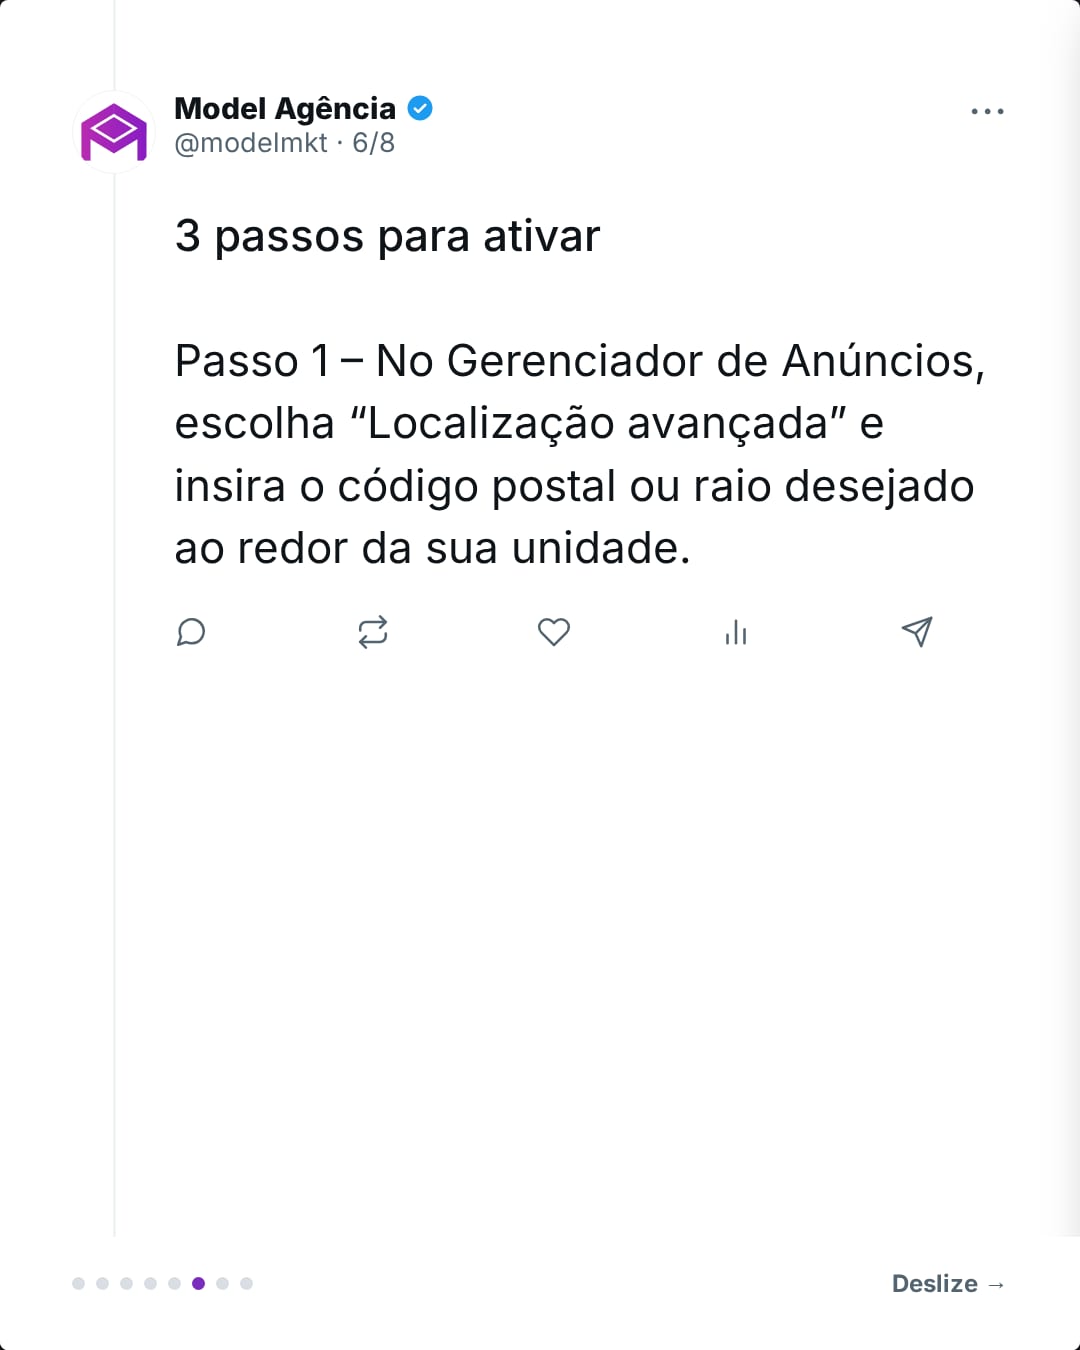 Model Agência
@modelmkt · 6/8
3 passos para ativar
Passo 1 – No Gerenciador de Anúncios,
escolha “Localização avançada” e
insira o código postal ou raio desejado
ao redor da sua unidade.
Deslize →